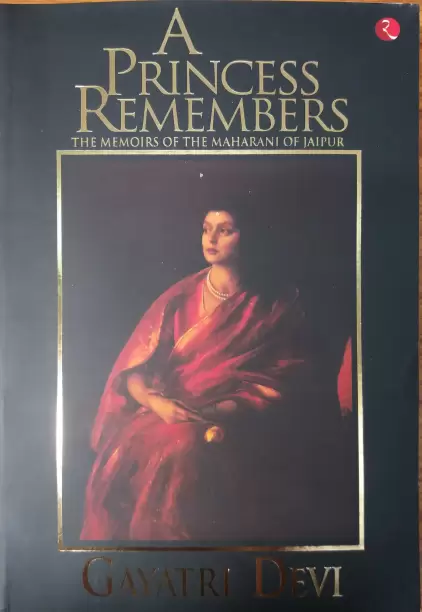 A
PRINCESS
REMEMBERS
THE MEMOIRS OF THE MAHARANI OF JAIPUR
GAYATRI DEVI